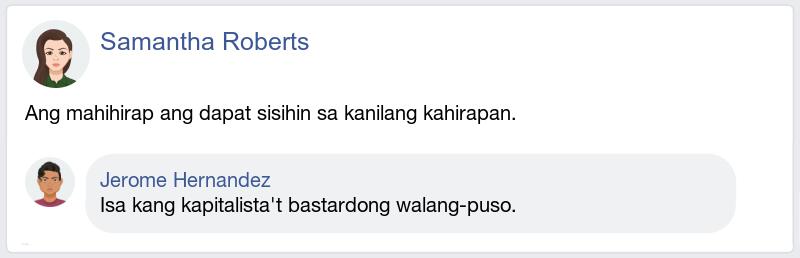 Samantha Roberts
Ang mahihirap ang dapat sisihin sa kanilang kahirapan.
Jerome Hernandez
Isa kang kapitalista't bastardong walang-puso.